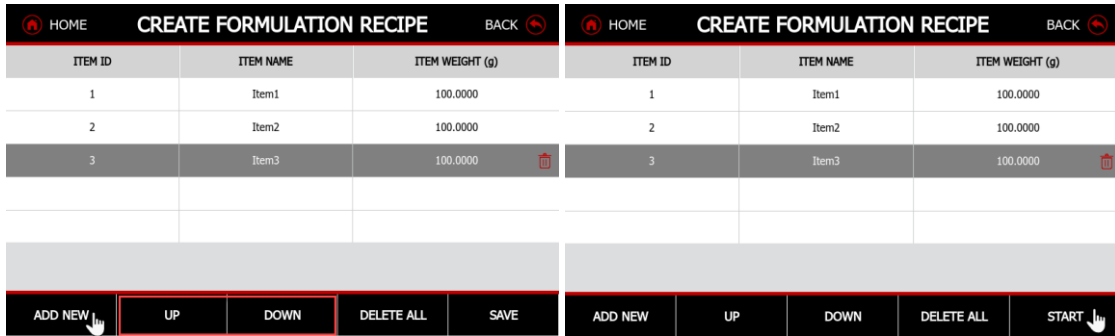 HOME CREATE FORMULATION RECIPE BACK
ITEM ID ITEM NAME ITEM WEIGHT (g)
1 Item1 100.0000
2 Item2 100.0000
3 Item3 100.0000
ADD NEW UP DOWN DELETE ALL SAVE
HOME CREATE FORMULATION RECIPE BACK
ITEM ID ITEM NAME ITEM WEIGHT (g)
1 Item1 100.0000
2 Item2 100.0000
3 Item3 100.0000
ADD NEW UP DOWN DELETE ALL START